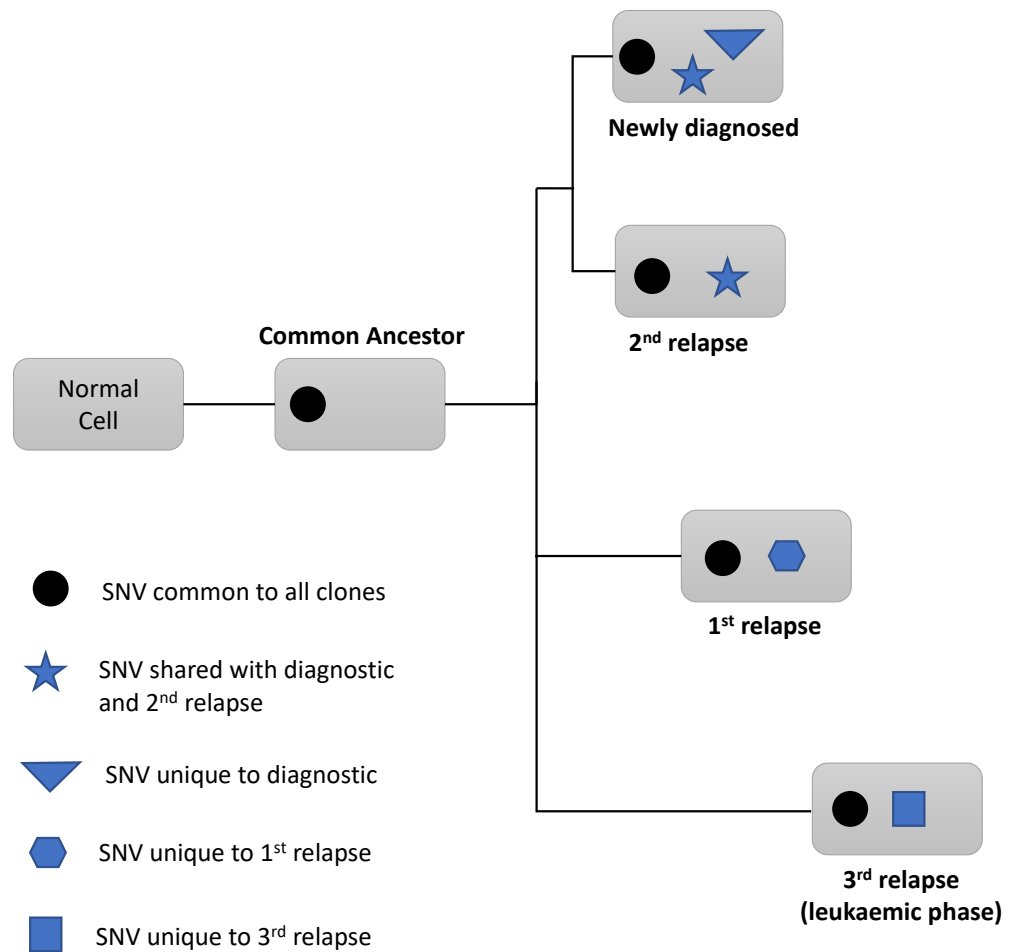 Newly diagnosed
2nd relapse
Common Ancestor
Normal
Cell
1st relapse
3rd relapse
(leukaemic phase)
SNV common to all clones
SNV shared with diagnostic
and 2nd relapse
SNV unique to diagnostic
SNV unique to 1st relapse
SNV unique to 3rd relapse